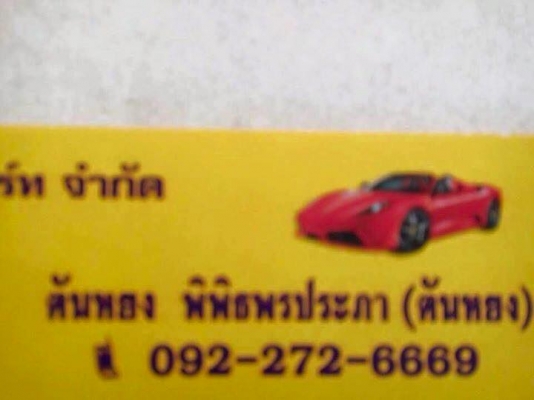 ร์ท จำกัด
ต้นทอง พิพิธพรประภา (ต้นทอง)
092-272-6669